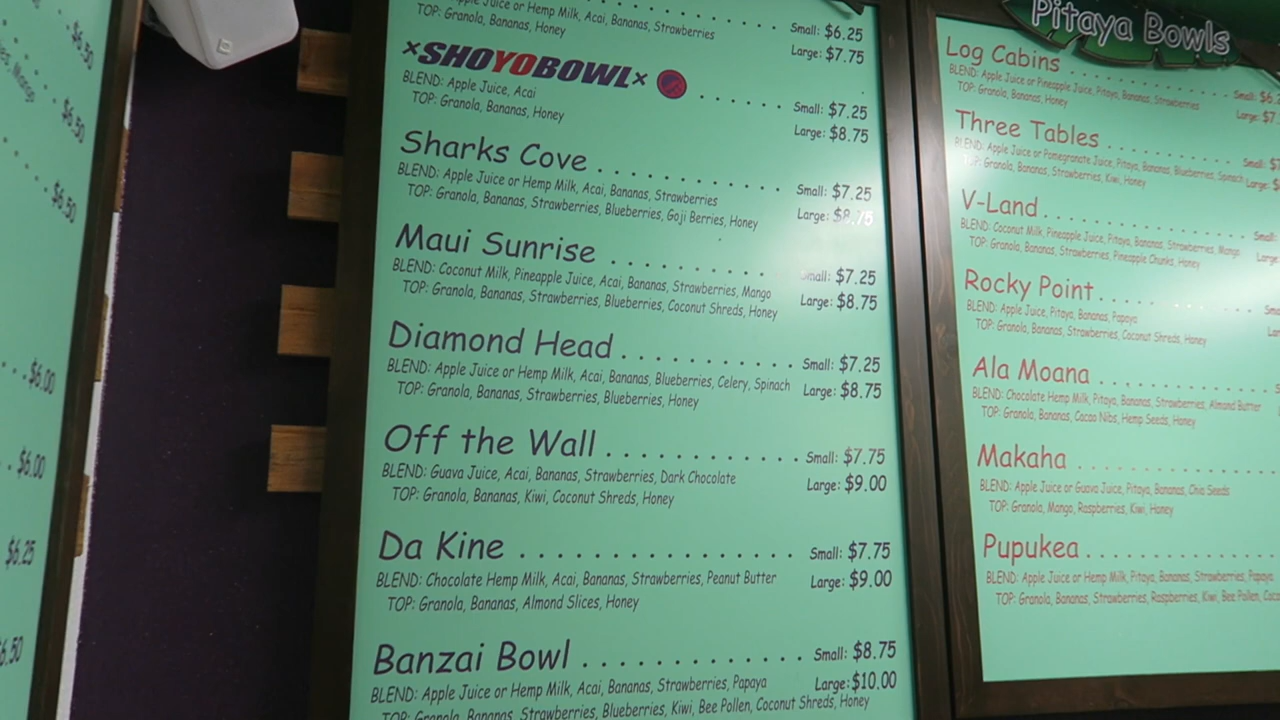 $6.50
$6.50
$6.50
$6.00
$6.00
$6.25
Apple Juice or Hemp Milk, Acai, Bananas, Strawberries
TOP: Granola, Bananas, Honey
Small: $6.25
Large: $7.75
×SHOYOBOWL×
BLEND: Apple Juice, Acai
TOP: Granola, Bananas, Honey
Small: $7.25
Large: $8.75
Sharks Cove
BLEND: Apple Juice or Hemp Milk, Acai, Bananas, Strawberries
TOP: Granola, Bananas, Strawberries, Blueberries, Goji Berries, Honey
Small: $7.25
Large: $8.75
Maui Sunrise
BLEND: Coconut Milk, Pineapple Juice, Acai, Bananas, Strawberries, Mango
TOP: Granola, Bananas, Strawberries, Blueberries, Coconut Shreds, Honey
Small: $7.25
Large: $8.75
Diamond Head
BLEND: Apple Juice or Hemp Milk, Acai, Bananas, Blueberries, Celery, Spinach
TOP: Granola, Bananas, Strawberries, Blueberries, Honey
Small: $7.25
Large: $8.75
Off the Wall
BLEND: Guava Juice, Acai, Bananas, Strawberries, Dark Chocolate
TOP: Granola, Bananas, Kiwi, Coconut Shreds, Honey
Small: $7.75
Large: $9.00
Da Kine
BLEND: Chocolate Hemp Milk, Acai, Bananas, Strawberries, Peanut Butter
TOP: Granola, Bananas, Almond Slices, Honey
Small: $7.75
Large: $9.00
Banzai Bowl
BLEND: Apple Juice or Hemp Milk, Acai, Bananas, Strawberries, Papaya
TOP: Granola, Bananas, Strawberries, Blueberries, Kiwi, Bee Pollen, Coconut Shreds, Honey
Small: $8.75
Large: $10.00
Pitaya Bowls
Log Cabins
BLEND: Apple Juice or Pineapple Juice, Pitaya, Bananas, Strawberries
TOP: Granola, Bananas, Honey
Small:
Large:
Three Tables
BLEND: Apple Juice or Pomegranate Juice, Pitaya, Bananas, Blueberries, Spinach
TOP: Granola, Bananas, Strawberries, Kiwi, Honey
Small:
Large:
V-Land
BLEND: Coconut Milk, Pineapple Juice, Pitaya, Bananas, Strawberries, Mango
TOP: Granola, Bananas, Strawberries, Pineapple Chunks, Honey
Small:
Large:
Rocky Point
BLEND: Apple Juice, Pitaya, Bananas, Papaya
TOP: Granola, Bananas, Strawberries, Coconut Shreds, Honey
Ala Moana
BLEND: Chocolate Hemp Milk, Pitaya, Bananas, Strawberries, Almond Butter
TOP: Granola, Bananas, Cacao Nibs, Hemp Seeds, Honey
Makaha
BLEND: Apple Juice or Guava Juice, Pitaya, Bananas, Chia Seeds
TOP: Granola, Mango, Raspberries, Kiwi, Honey
Pupukea
BLEND: Apple Juice or Hemp Milk, Pitaya, Bananas, Strawberries, Papaya
TOP: Granola, Bananas, Strawberries, Raspberries, Kiwi, Bee Pollen,